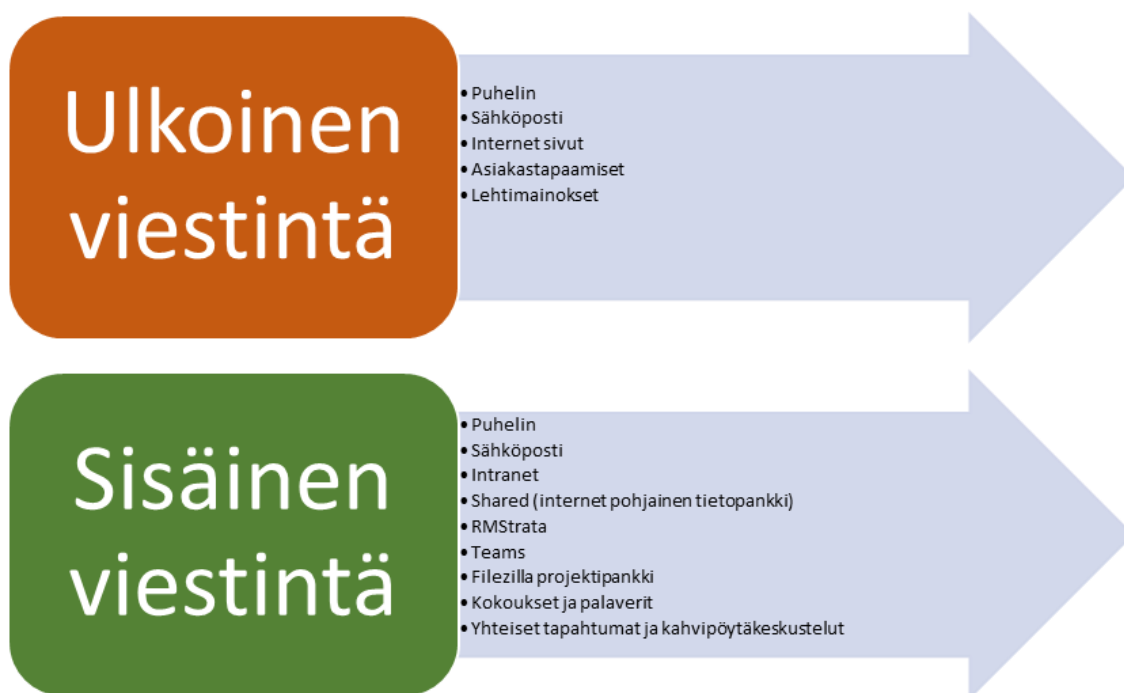 Ulkoinen
viestintä
• Puhelin
• Sähköposti
• Internet sivut
• Asiakastapaamiset
• Lehtimainokset
Sisäinen
viestintä
• Puhelin
• Sähköposti
• Intranet
• Shared (internet pohjainen tietopankki)
• RMStrata
• Teams
• Filezilla projektipankki
• Kokoukset ja palaverit
• Yhteiset tapahtumat ja kahvipöytäkeskustelut